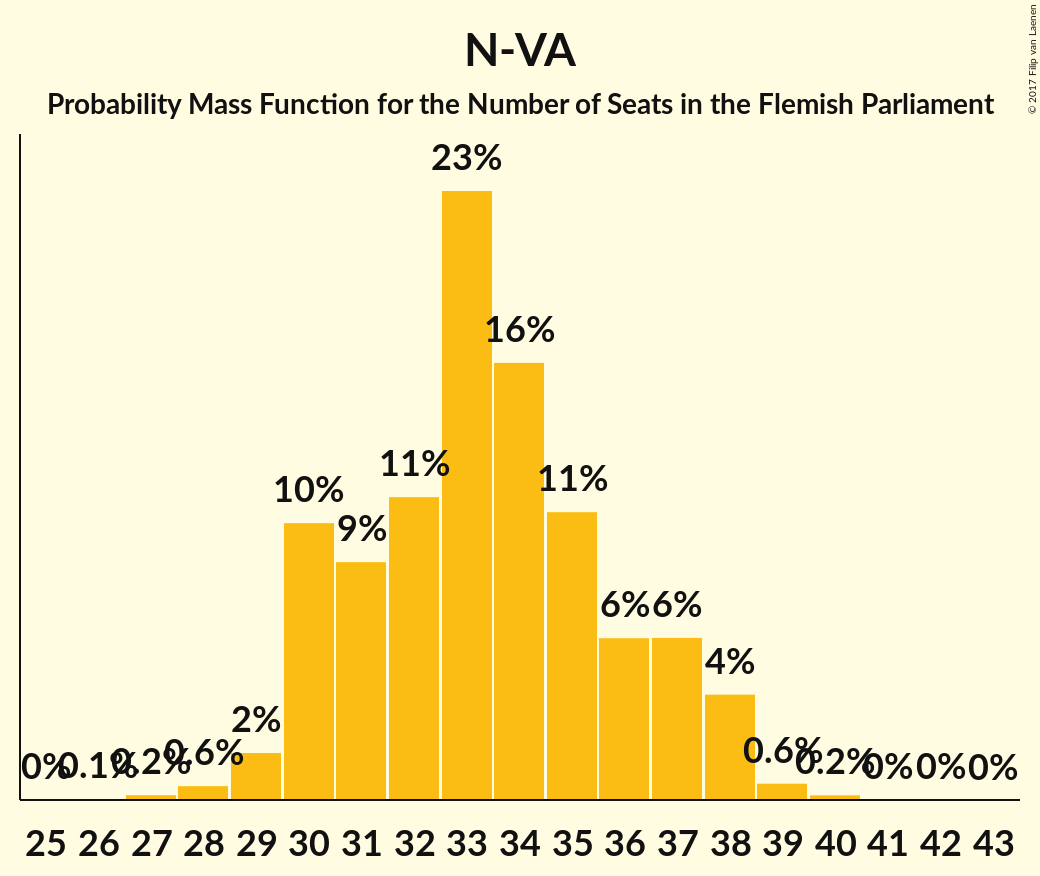 N-VA
Probability Mass Function for the Number of Seats in the Flemish Parliament
© 2017 Filip van Laenen
0% 0.1% 0.2% 0.6% 2% 10% 9% 11% 23% 16% 11% 6% 6% 4% 0.6% 0.2% 0% 0% 0%
25 26 27 28 29 30 31 32 33 34 35 36 37 38 39 40 41 42 43